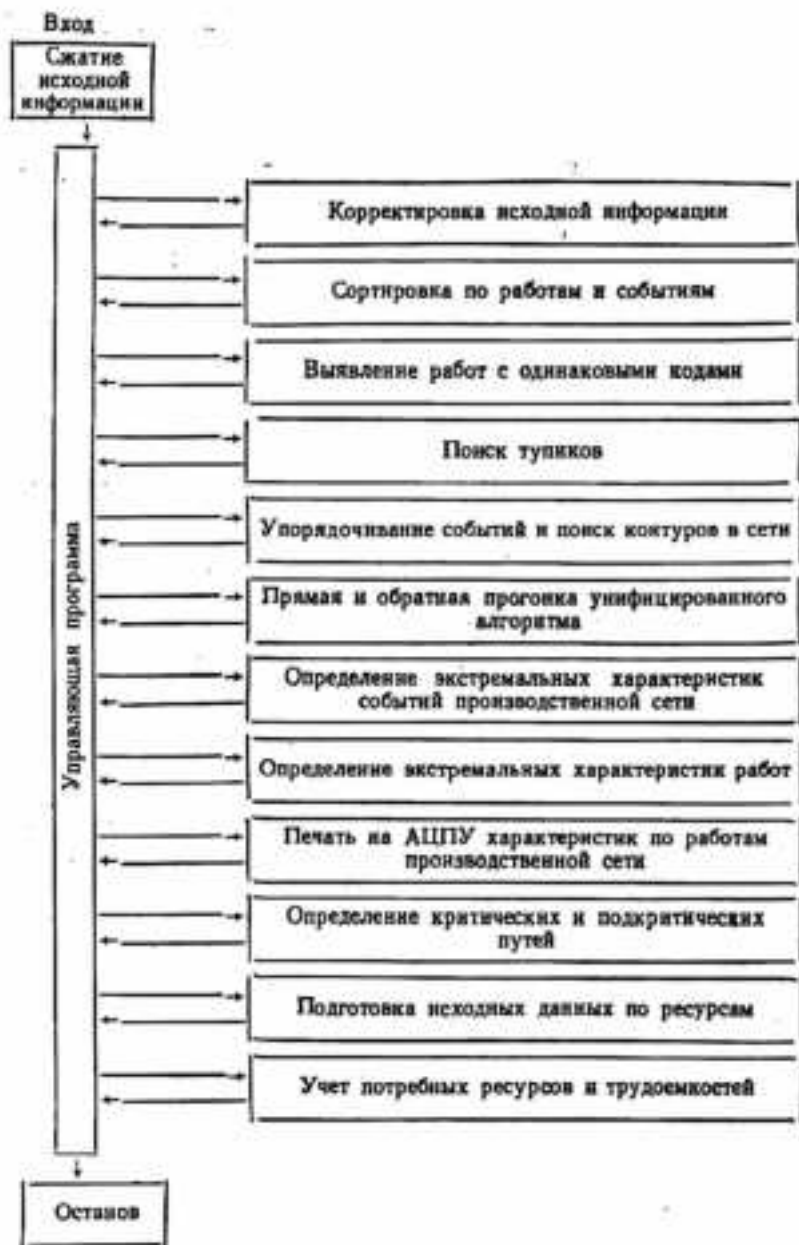 Вход
Сжатие
исходной
информации
Управляющая программа
Корректировка исходной информации
Сортировка по работам и событиям
Выявление работ с одинаковыми кодами
Поиск тупиков
Упорядочивание событий и поиск контуров в сети
Прямая и обратная прогонка унифицированного
алгоритма
Определение экстремальных характеристик
событий производственной сети
Определение экстремальных характеристик работ
Печать на АЦПУ характеристик по работам
производственной сети
Определение критических и подкритических
путей
Подготовка исходных данных по ресурсам
Учет потребных ресурсов и трудоемкостей
Останов